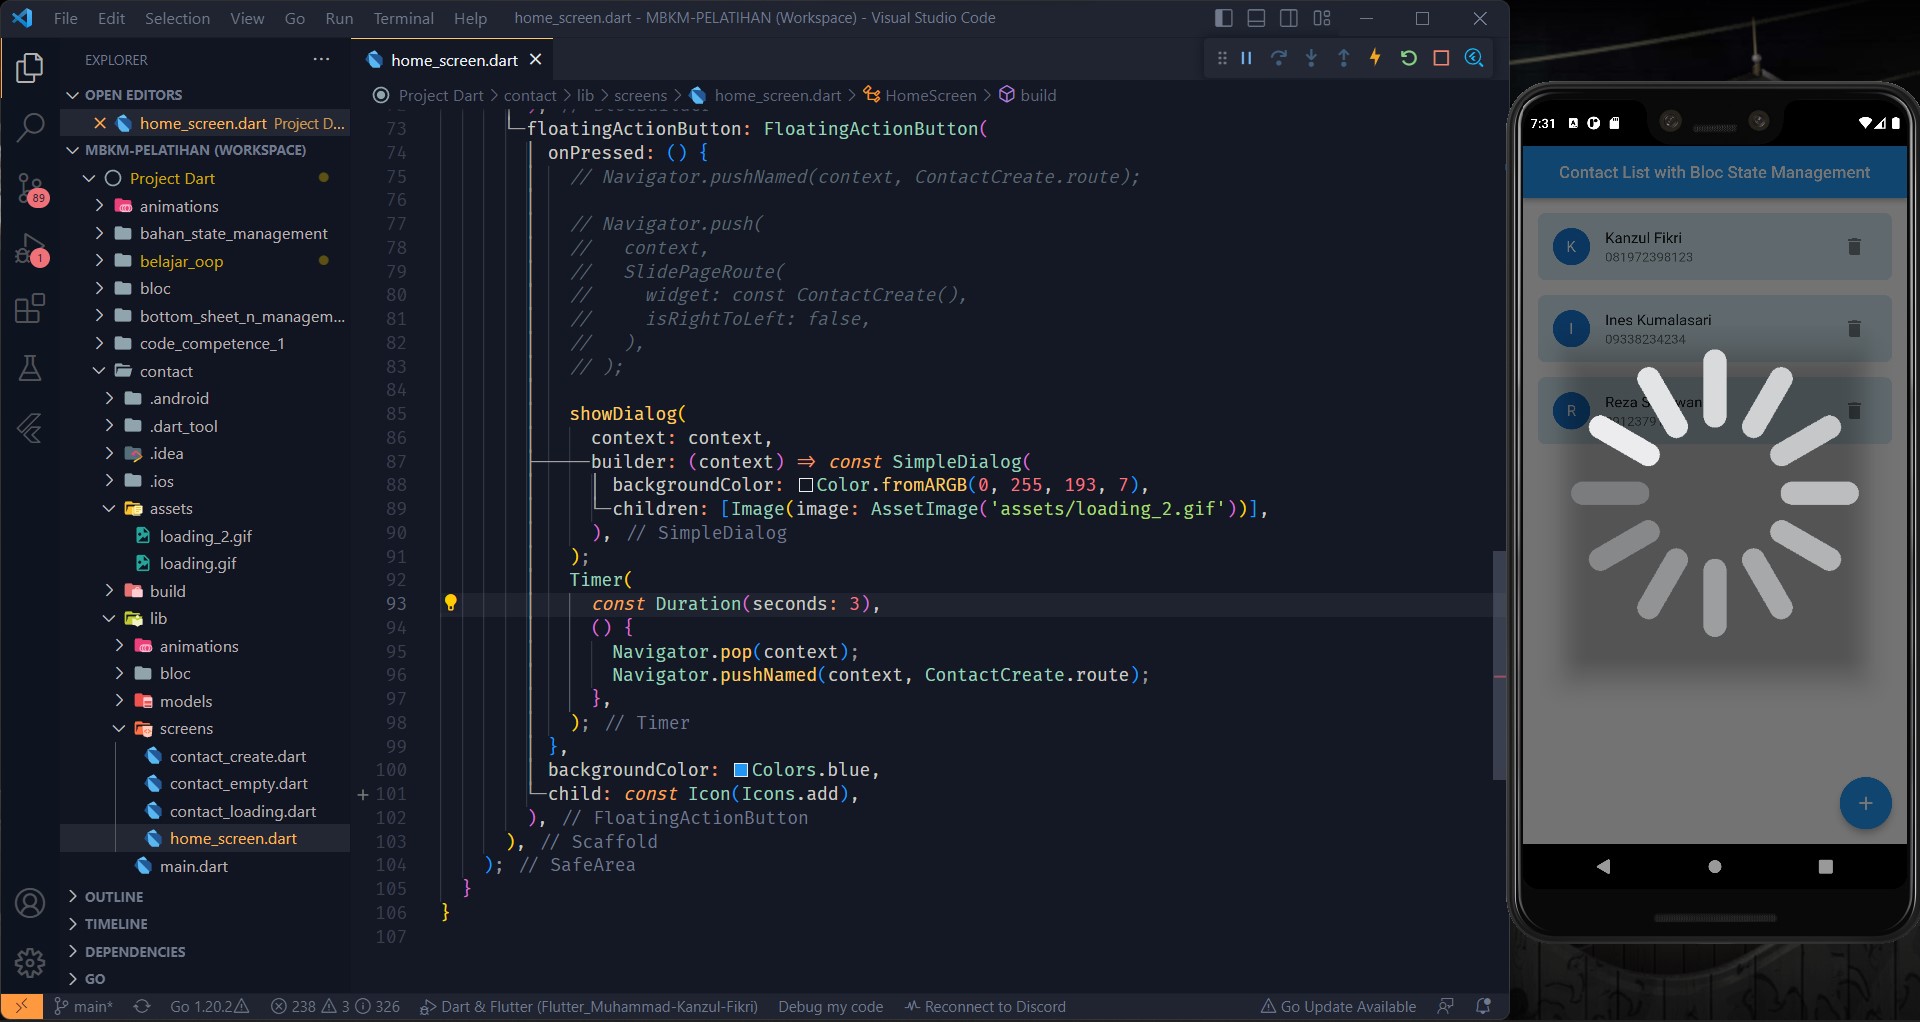 File Edit Selection View Go Run Terminal Help home_screen.dart - MBKM-PELATIHAN (Workspace) - Visual Studio Code
EXPLORER
OPEN EDITORS
home_screen.dart Project D...
MBKM-PELATIHAN (WORKSPACE)
Project Dart
animations
bahan_state_management
belajar_oop
bloc
bottom_sheet_n_managem...
code_competence_1
contact
.android
.dart_tool
.idea
.ios
assets
loading_2.gif
loading.gif
build
lib
animations
bloc
models
screens
contact_create.dart
contact_empty.dart
contact_loading.dart
home_screen.dart
main.dart
OUTLINE
TIMELINE
DEPENDENCIES
GO
89
1
home_screen.dart
Project Dart > contact > lib > screens > home_screen.dart > HomeScreen > build
73 floatingActionButton: FloatingActionButton(
74 onPressed: () {
75 // Navigator.pushNamed(context, ContactCreate.route);
76
77 // Navigator.push(
78 //   context,
79 //   SlidePageRoute(
80 //     widget: const ContactCreate(),
81 //     isRightToLeft: false,
82 //   ),
83 // );
84
85 showDialog(
86 context: context,
87 builder: (context) => const SimpleDialog(
88 backgroundColor: Color.fromARGB(0, 255, 193, 7),
89 children: [Image(image: AssetImage('assets/loading_2.gif'))],
90 ), // SimpleDialog
91 );
92 Timer(
93 const Duration(seconds: 3),
94 () {
95 Navigator.pop(context);
96 Navigator.pushNamed(context, ContactCreate.route);
97 },
98 ); // Timer
99 },
100 backgroundColor: Colors.blue,
101 child: const Icon(Icons.add),
102 ), // FloatingActionButton
103 ), // Scaffold
104 ); // SafeArea
105 }
106 }
107
main* Go 1.20.2 238 3 326 Dart & Flutter (Flutter_Muhammad-Kanzul-Fikri) Debug my code Reconnect to Discord Go Update Available
7:31
Contact List with Bloc State Management
K Kanzul Fikri
081972398123
I Ines Kumalasari
09338234234
R Reza